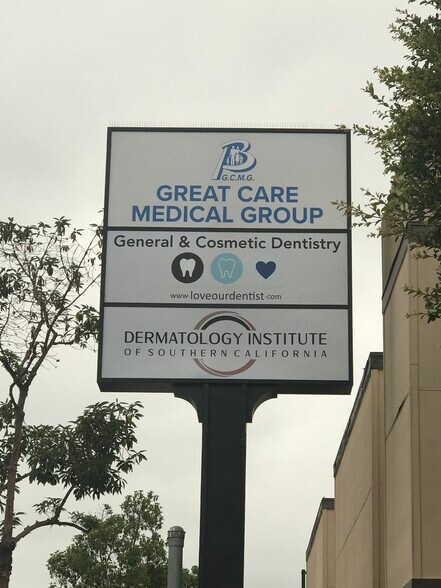 G.C.M.G.
GREAT CARE
MEDICAL GROUP
General & Cosmetic Dentistry
www.loveourdentist.com
DERMATOLOGY INSTITUTE
OF SOUTHERN CALIFORNIA